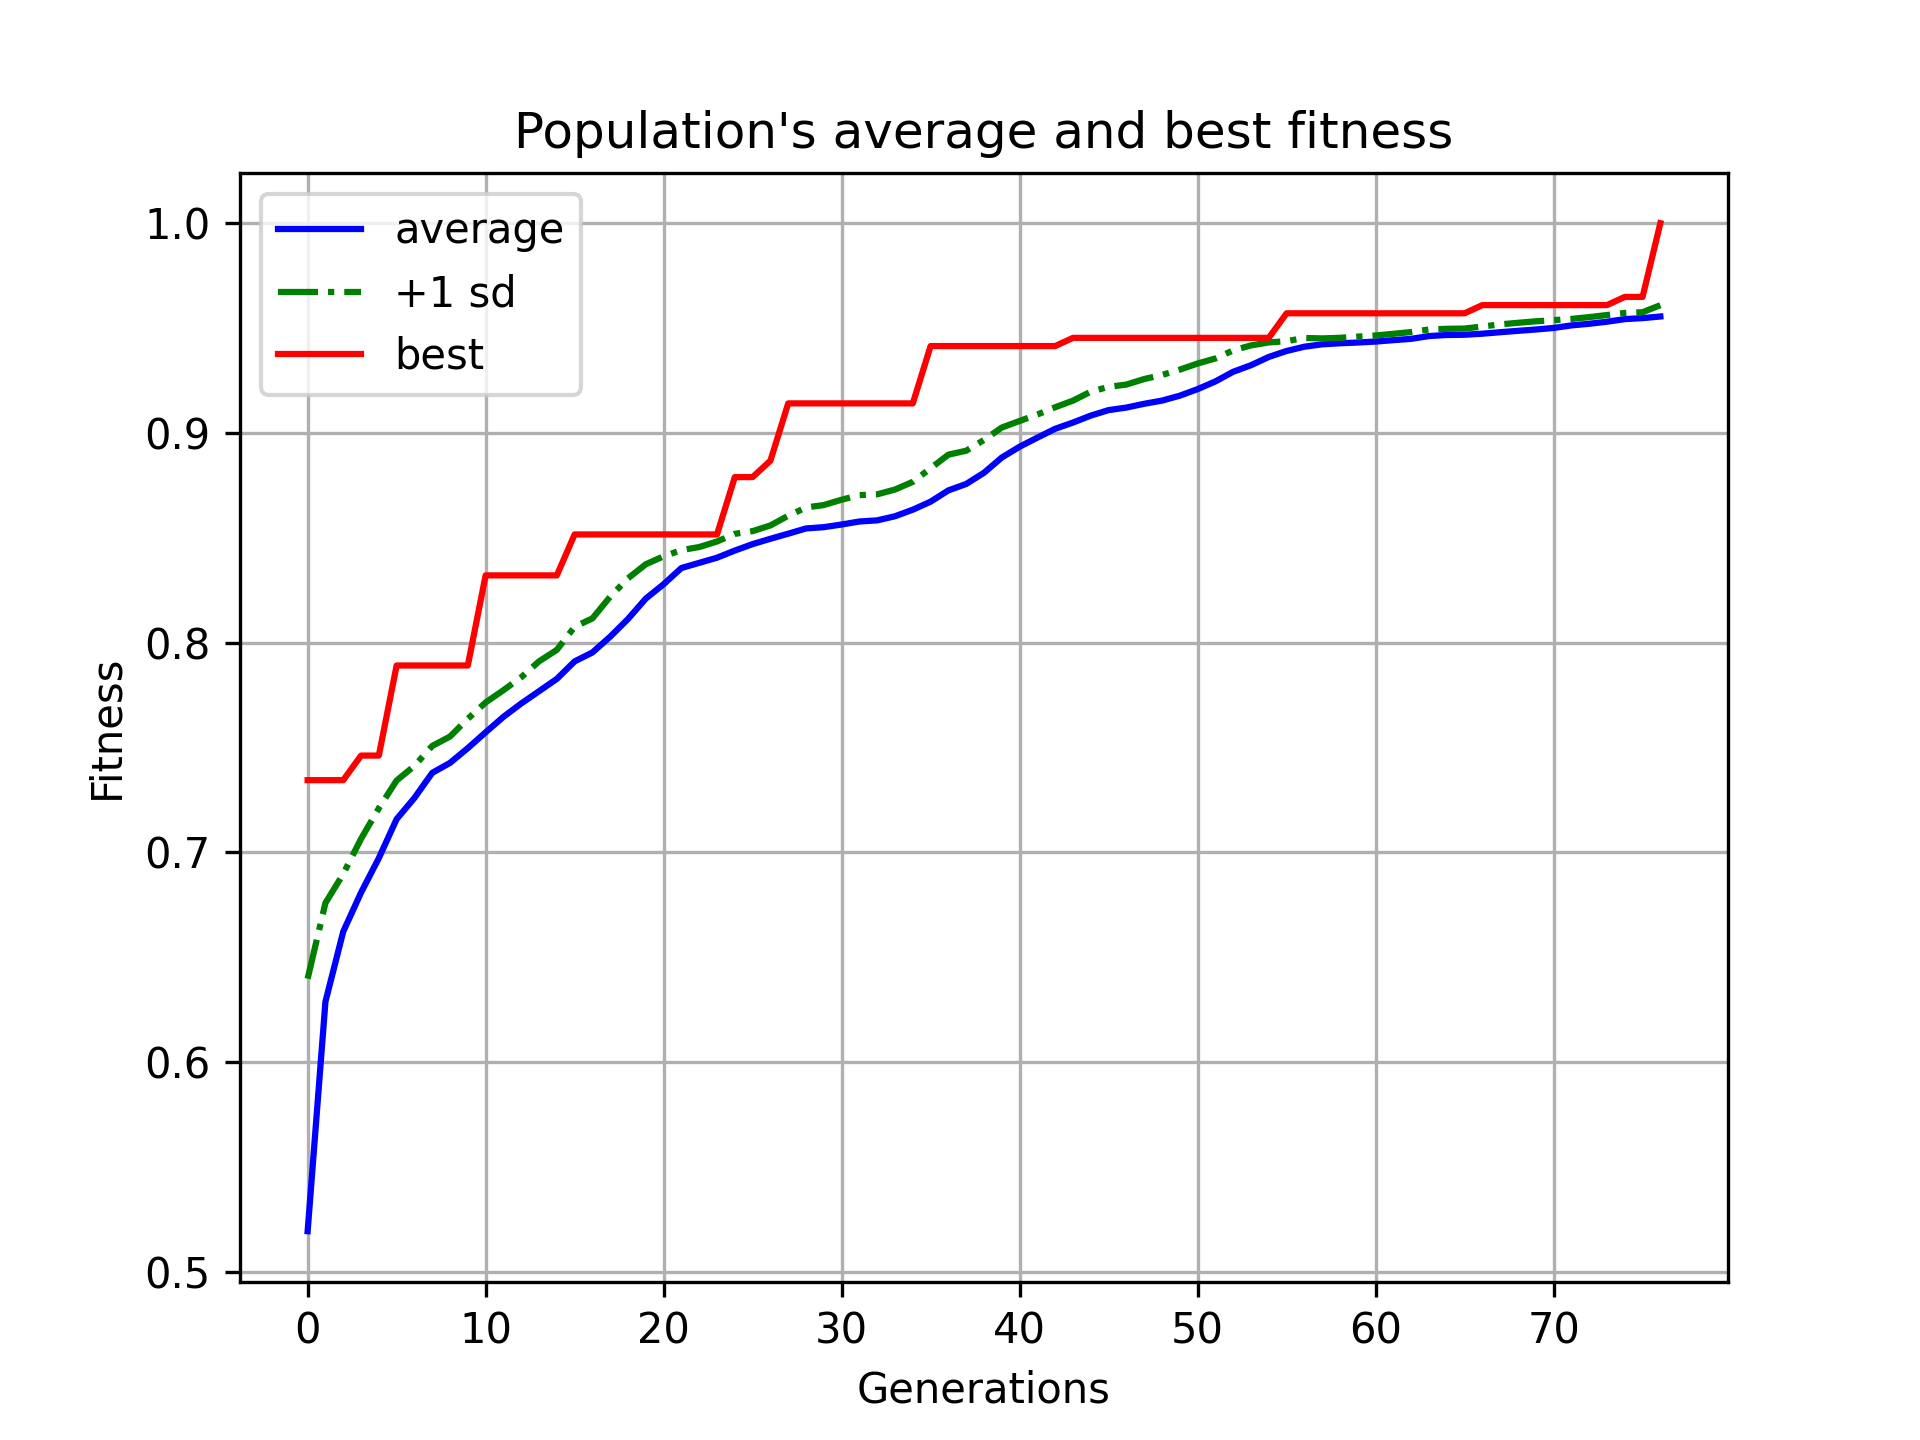 Population's average and best fitness
average
+1 sd
best
Fitness
1.0
0.9
0.8
0.7
0.6
0.5
0 10 20 30 40 50 60 70
Generations